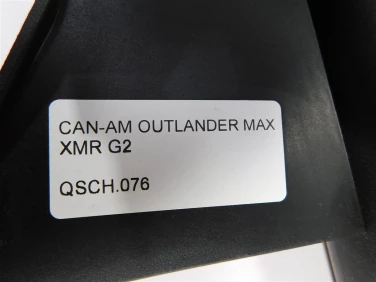 CAN-AM OUTLANDER MAX
XMR G2
QSCH.076